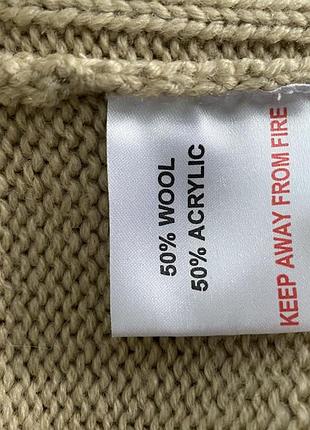 50% WOOL
50% ACRYLIC
KEEP AWAY FROM FIRE